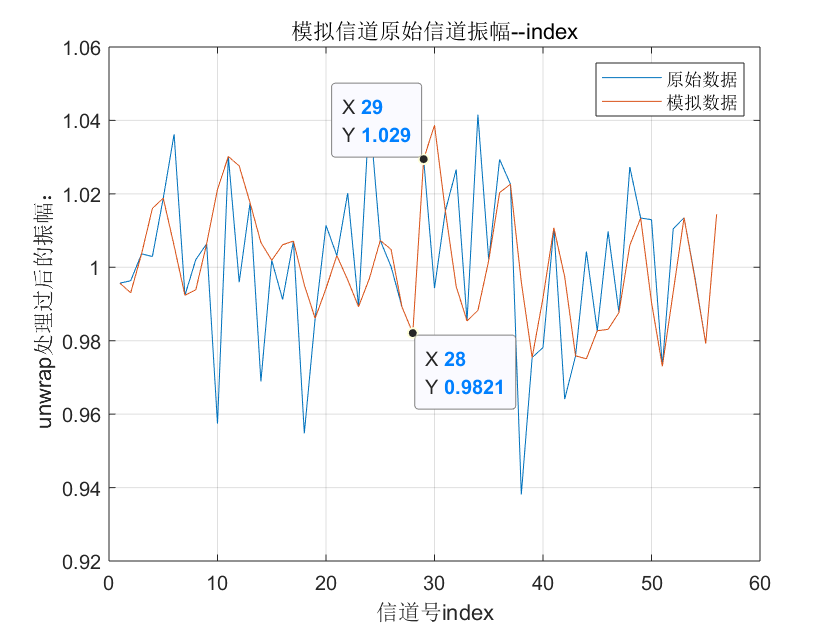 模拟信道原始信道振幅--index
1.06
1.04
1.02
1
0.98
0.96
0.94
0.92
unwrap处理过后的振幅：
原始数据
模拟数据
X 29
Y 1.029
X 28
Y 0.9821
0 10 20 30 40 50 60
信道号index